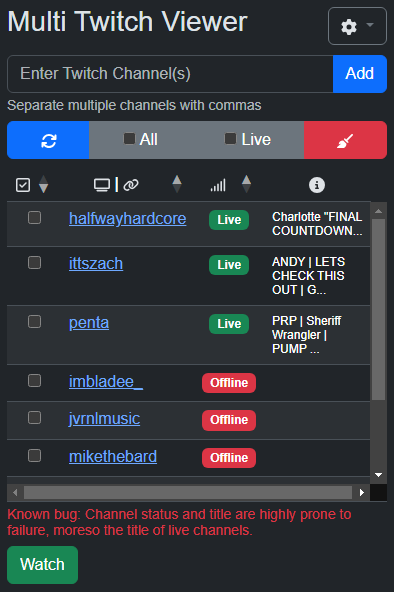 Multi Twitch Viewer
Enter Twitch Channel(s)
Add
Separate multiple channels with commas
All
Live
halfwayhardcore
Live
Charlotte "FINAL
COUNTDOWN...
ittszach
Live
ANDY | LETS
CHECK THIS
OUT | G...
penta
Live
PRP | Sheriff
Wrangler |
PUMP ...
imbladee_
Offline
jvrnlmusic
Offline
mikethebard
Offline
Known bug: Channel status and title are highly prone to
failure, moreso the title of live channels.
Watch